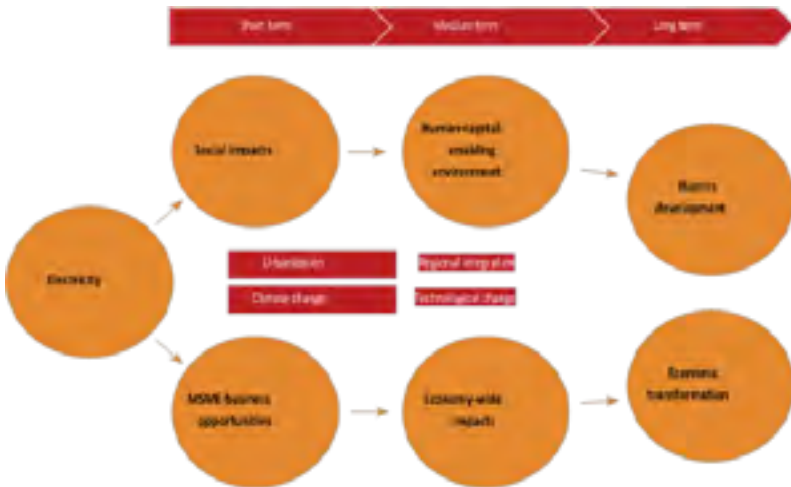 Short term
Medium term
Long term
Social impacts
Human-capital
enabling
environment
Human
development
Electricity
Urbanisation
Regional integration
Climate change
Technological change
MSME business
opportunities
Economy-wide
impacts
Economic
transformation